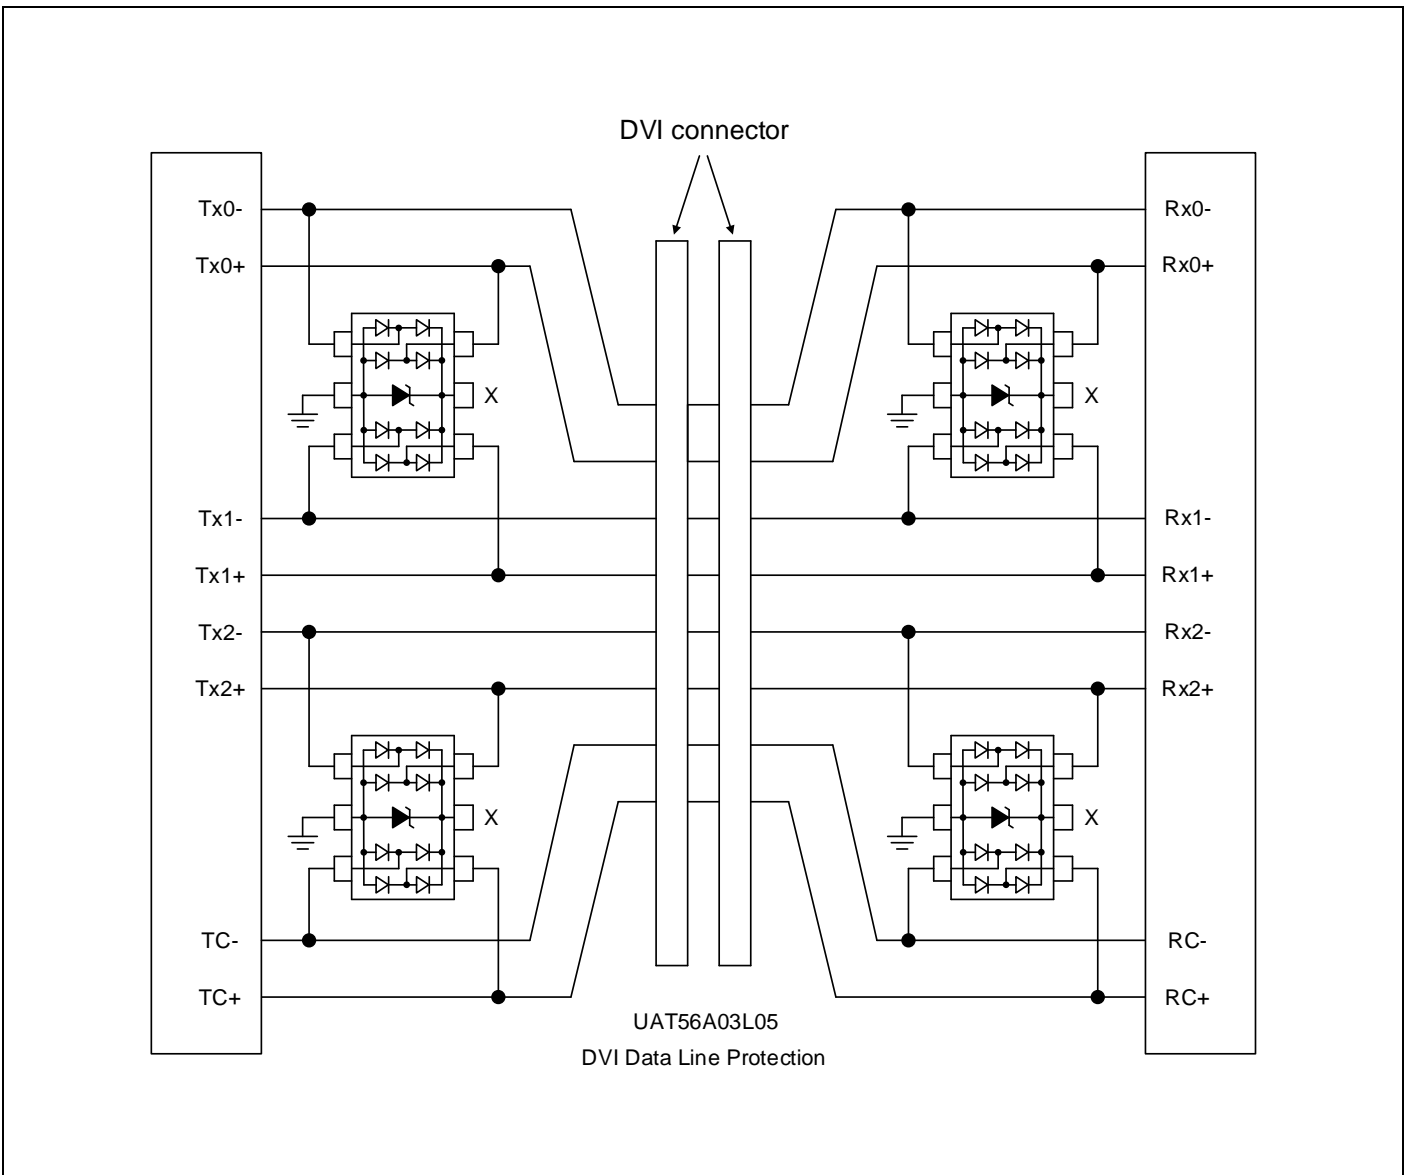 DVI connector
Tx0-
Rx0-
Tx0+
Rx0+
X
X
Tx1-
Rx1-
Tx1+
Rx1+
Tx2-
Rx2-
Tx2+
Rx2+
X
X
TC-
RC-
TC+
RC+
UAT56A03L05
DVI Data Line Protection